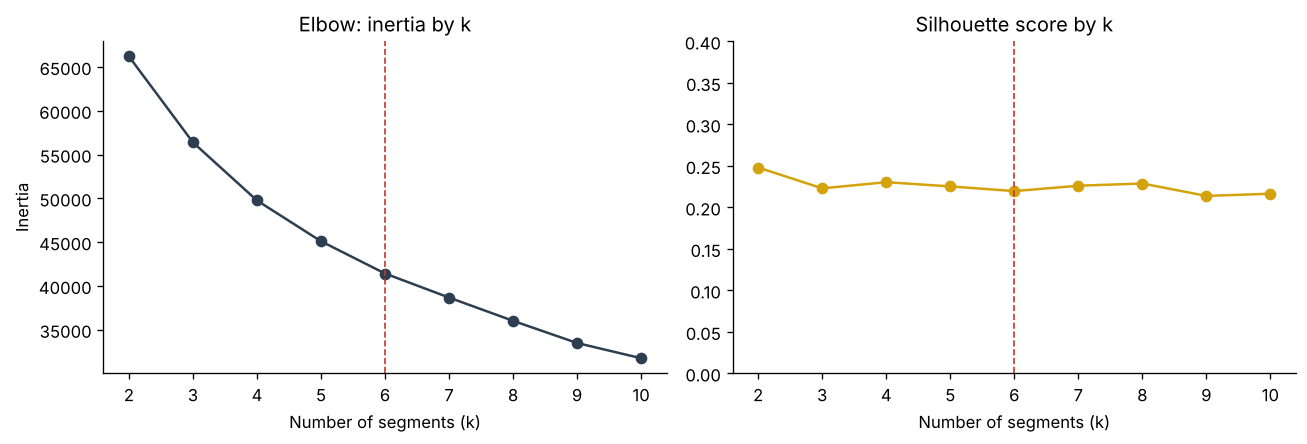 Elbow: inertia by k
Inertia
65000
60000
55000
50000
45000
40000
35000
2 3 4 5 6 7 8 9 10
Number of segments (k)
Silhouette score by k
0.40
0.35
0.30
0.25
0.20
0.15
0.10
0.05
0.00
2 3 4 5 6 7 8 9 10
Number of segments (k)